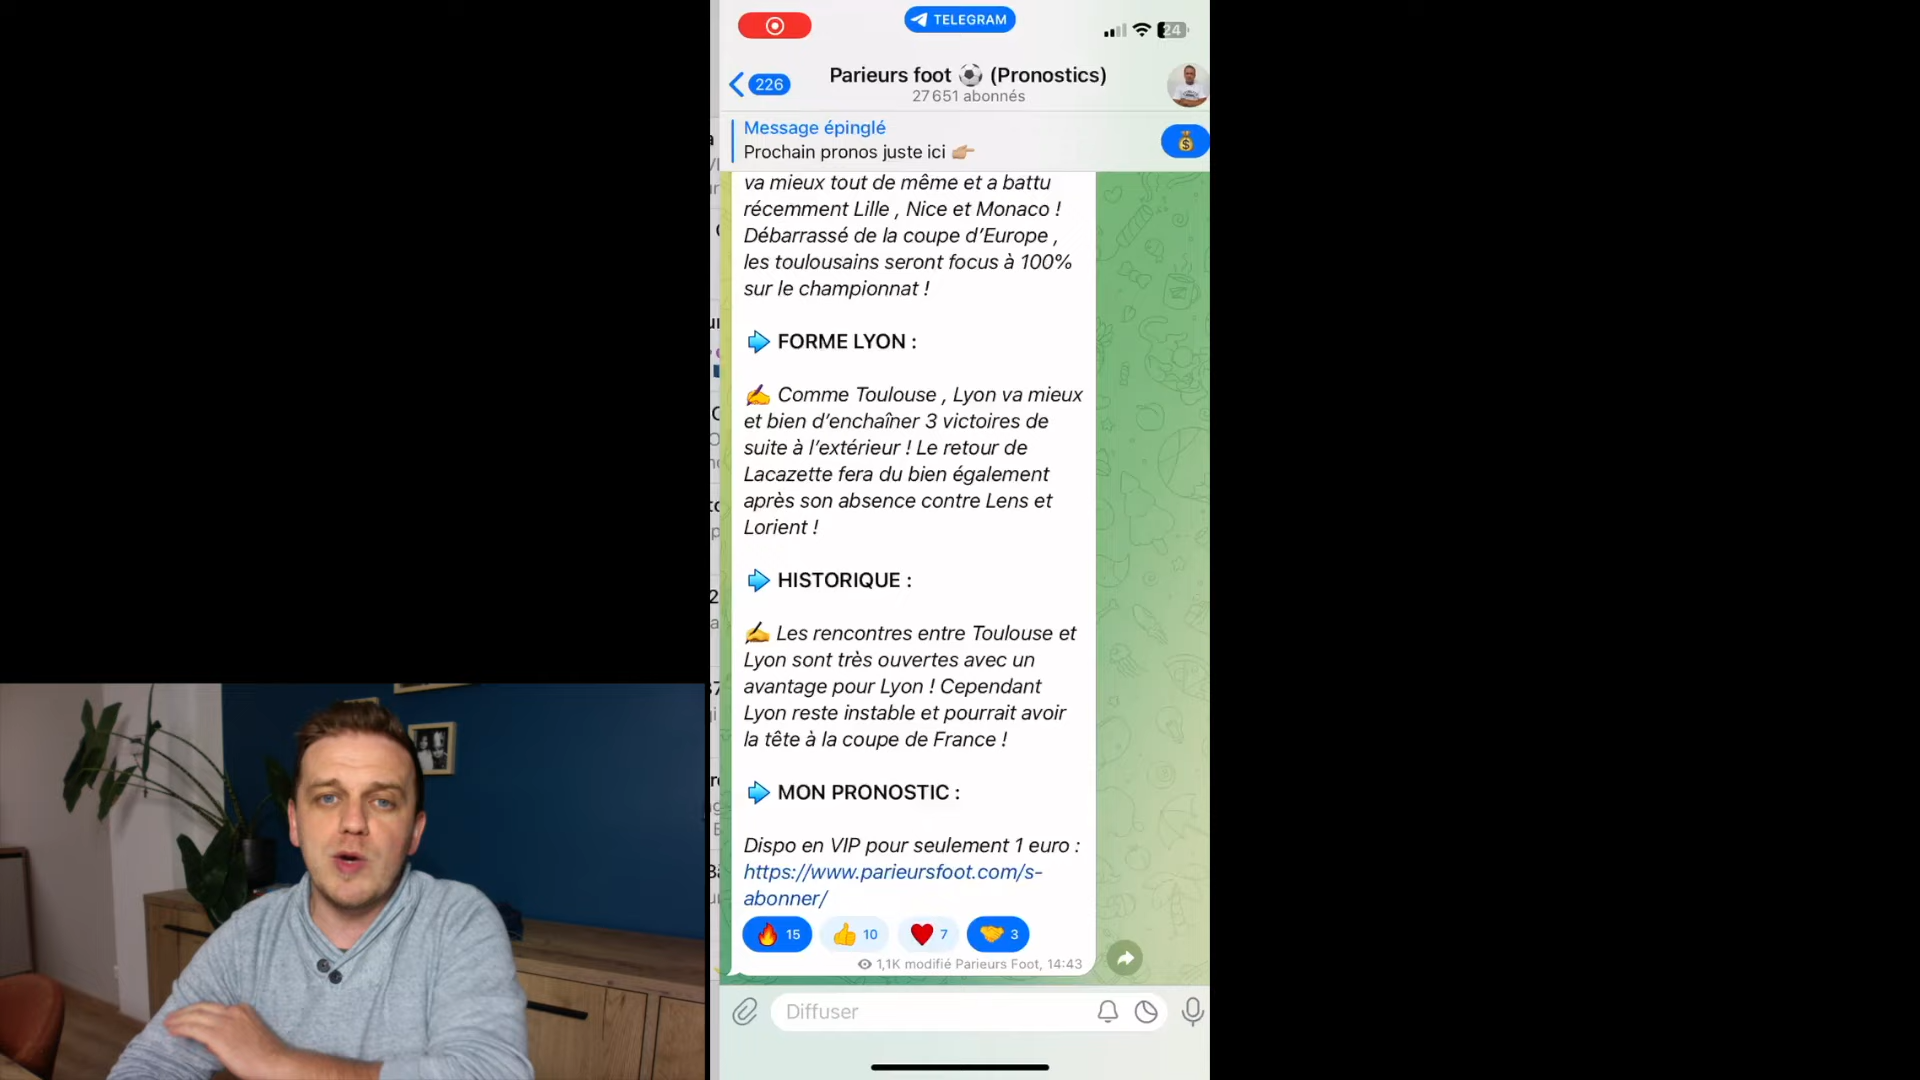 TELEGRAM
24
226
Parieurs foot ⚽ (Pronostics)
27 651 abonnés
Message épinglé
Prochain pronos juste ici 👉🏼
va mieux tout de même et a battu
récemment Lille , Nice et Monaco !
Débarrassé de la coupe d’Europe ,
les toulousains seront focus à 100%
sur le championnat !
FORME LYON :
✍️ Comme Toulouse , Lyon va mieux
et bien d’enchaîner 3 victoires de
suite à l’extérieur ! Le retour de
Lacazette fera du bien également
après son absence contre Lens et
Lorient !
HISTORIQUE :
✍️ Les rencontres entre Toulouse et
Lyon sont très ouvertes avec un
avantage pour Lyon ! Cependant
Lyon reste instable et pourrait avoir
la tête à la coupe de France !
MON PRONOSTIC :
Dispo en VIP pour seulement 1 euro :
https://www.parieursfoot.com/s-
abonner/
🔥 15 👍 10 ❤️ 7 🤝 3
1,1K modifié Parieurs Foot, 14:43
Diffuser